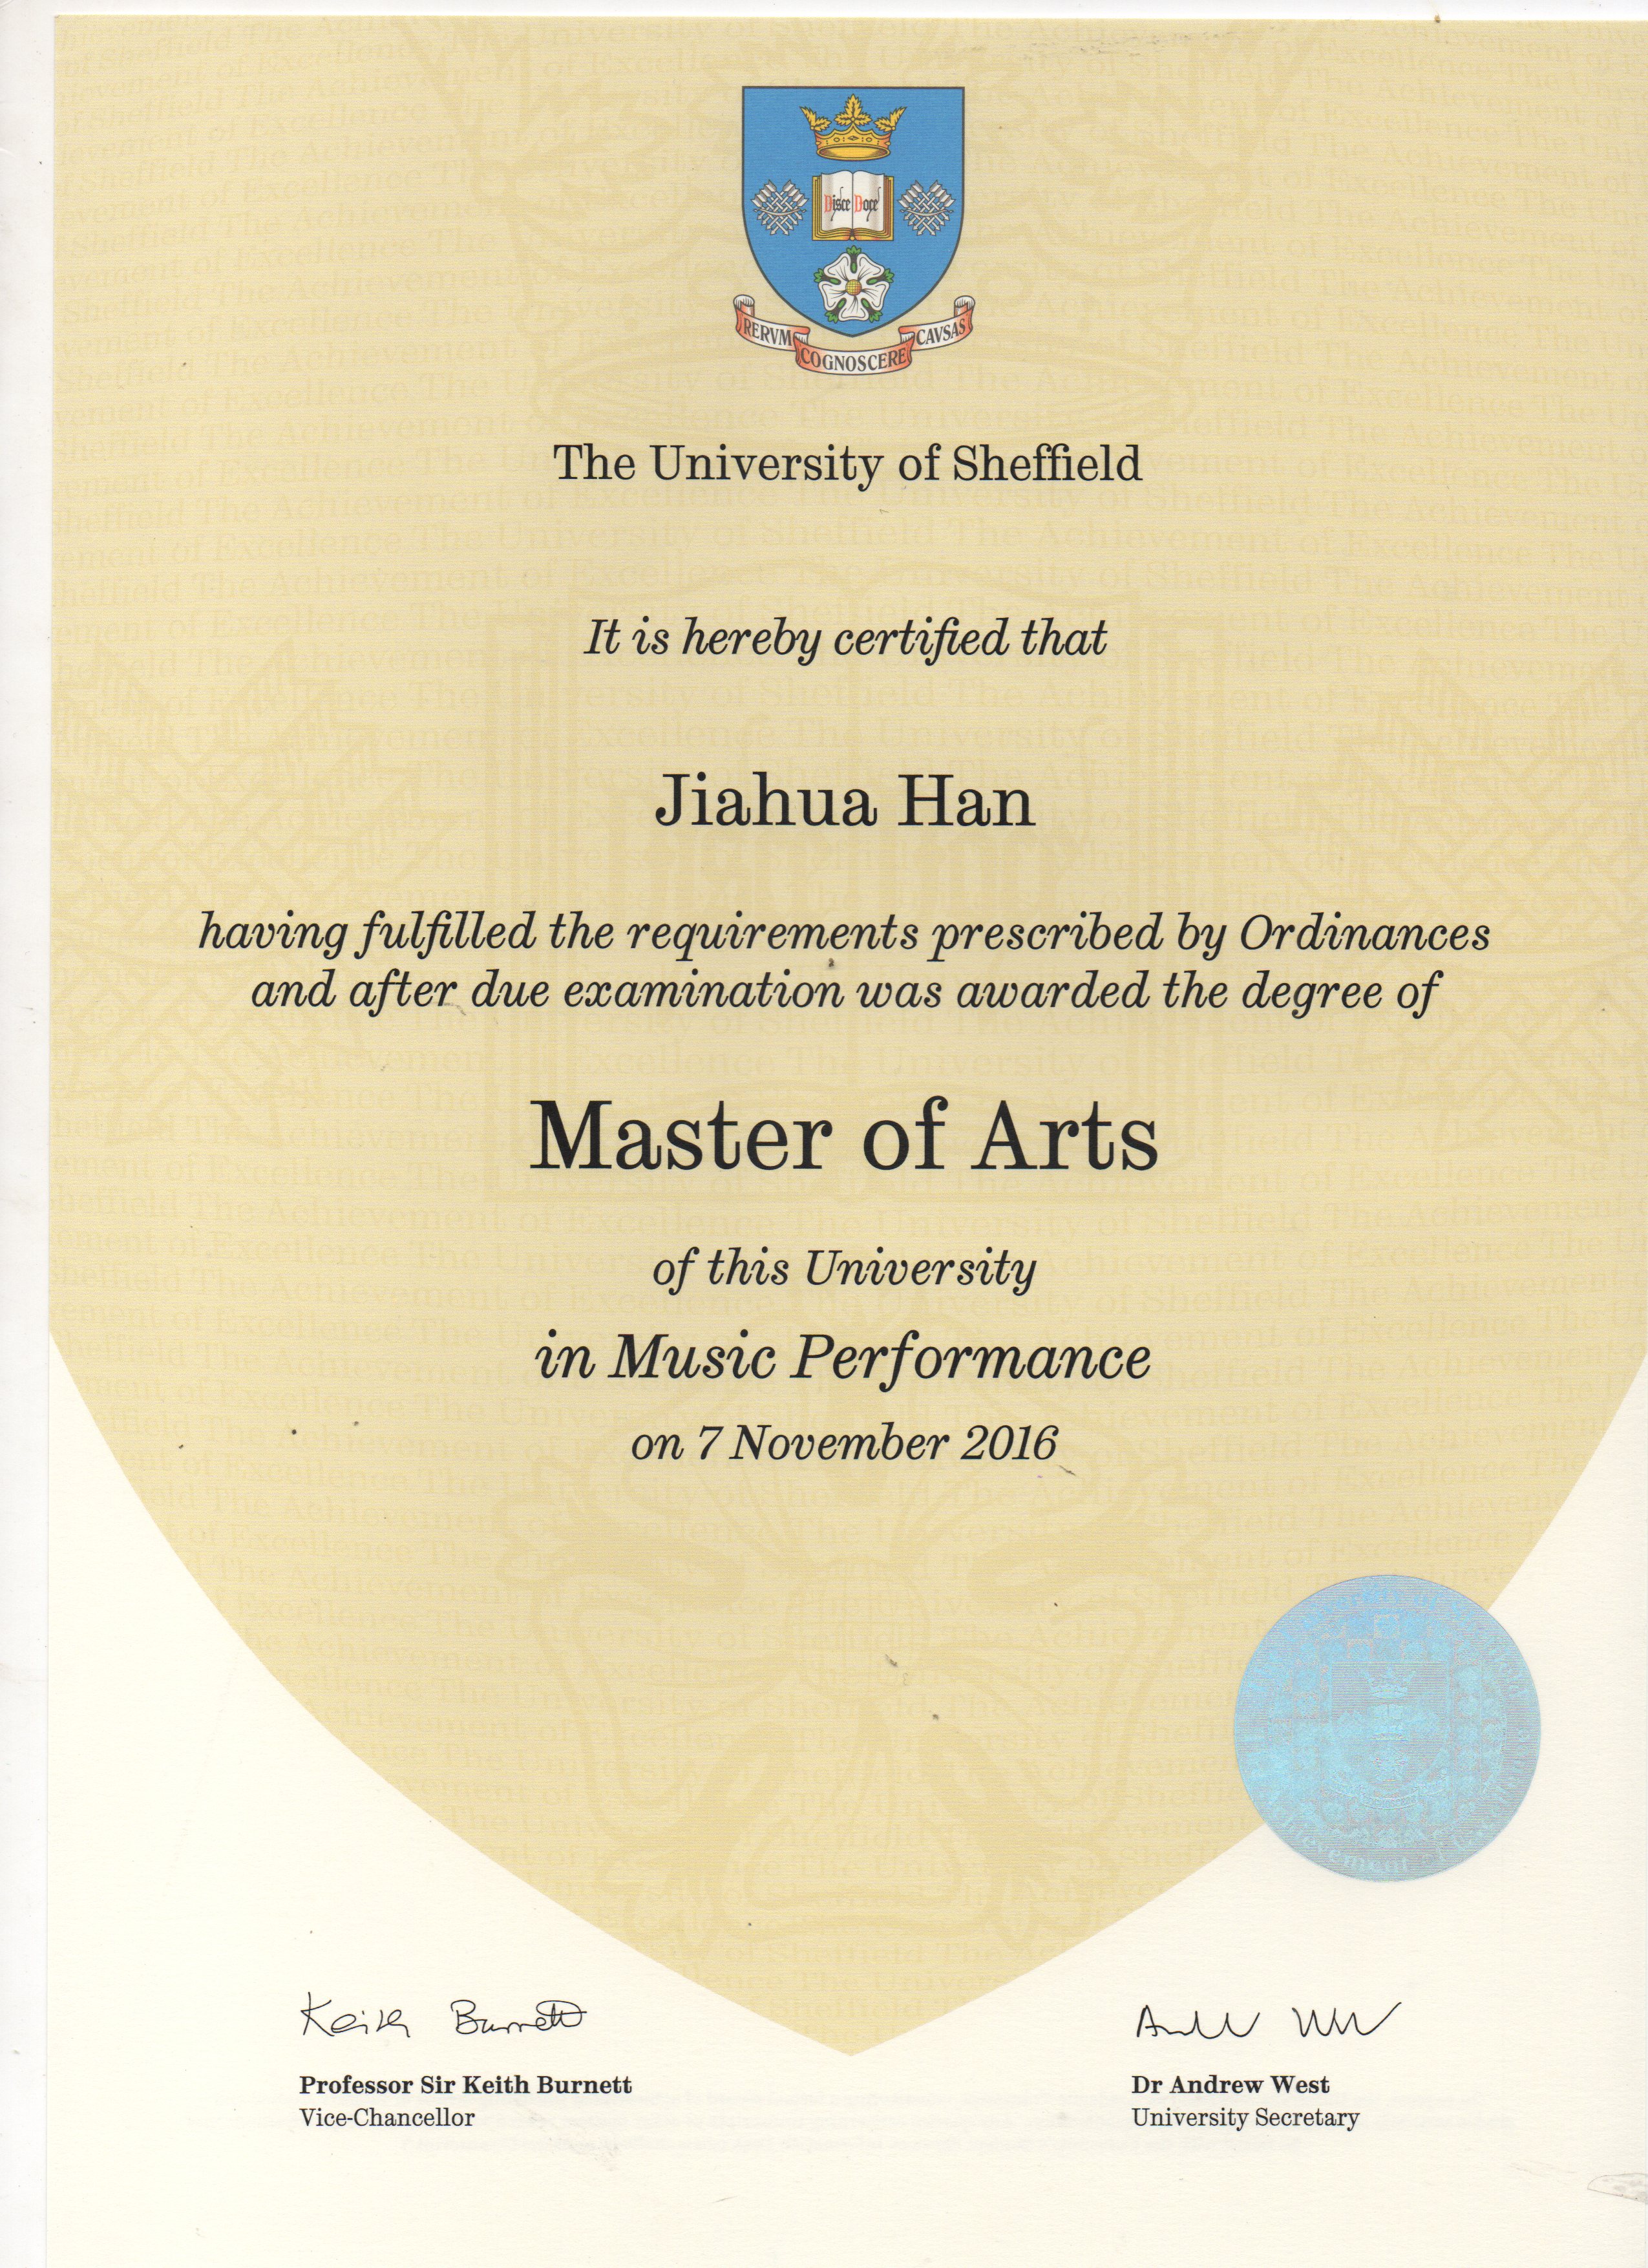 Disce Doce
RERVM COGNOSCERE CAVSAS
The University of Sheffield
It is hereby certified that
Jiahua Han
having fulfilled the requirements prescribed by Ordinances
and after due examination was awarded the degree of
Master of Arts
of this University
in Music Performance
on 7 November 2016
Keith Burnett
Professor Sir Keith Burnett
Vice-Chancellor
Dr Andrew West
University Secretary